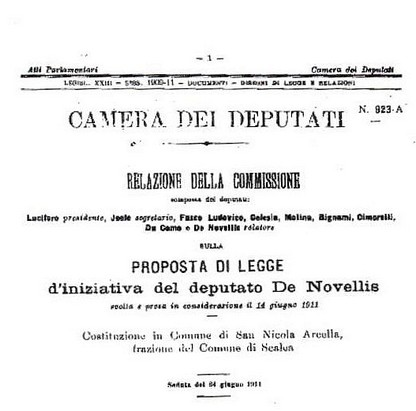 — 1 —
Atti Parlamentari Camera dei Deputati
LEGISL. XXIII - SESS. 1909-11 - DOCUMENTI - DISEGNI DI LEGGE E RELAZIONI
N. 923-A
CAMERA DEI DEPUTATI
RELAZIONE DELLA COMMISSIONE
composta dei deputati
Lucifero presidente, Joele segretario, Fusco Ludovico, Celesia, Molina, Bignami, Cimorelli,
Da Como e De Novellis relatore
SULLA
PROPOSTA DI LEGGE
d'iniziativa del deputato De Novellis
svolta e presa in considerazione il 14 giugno 1911
Costituzione in Comune di San Nicola Arcella,
frazione del Comune di Scalea
Seduta del 24 giugno 1911